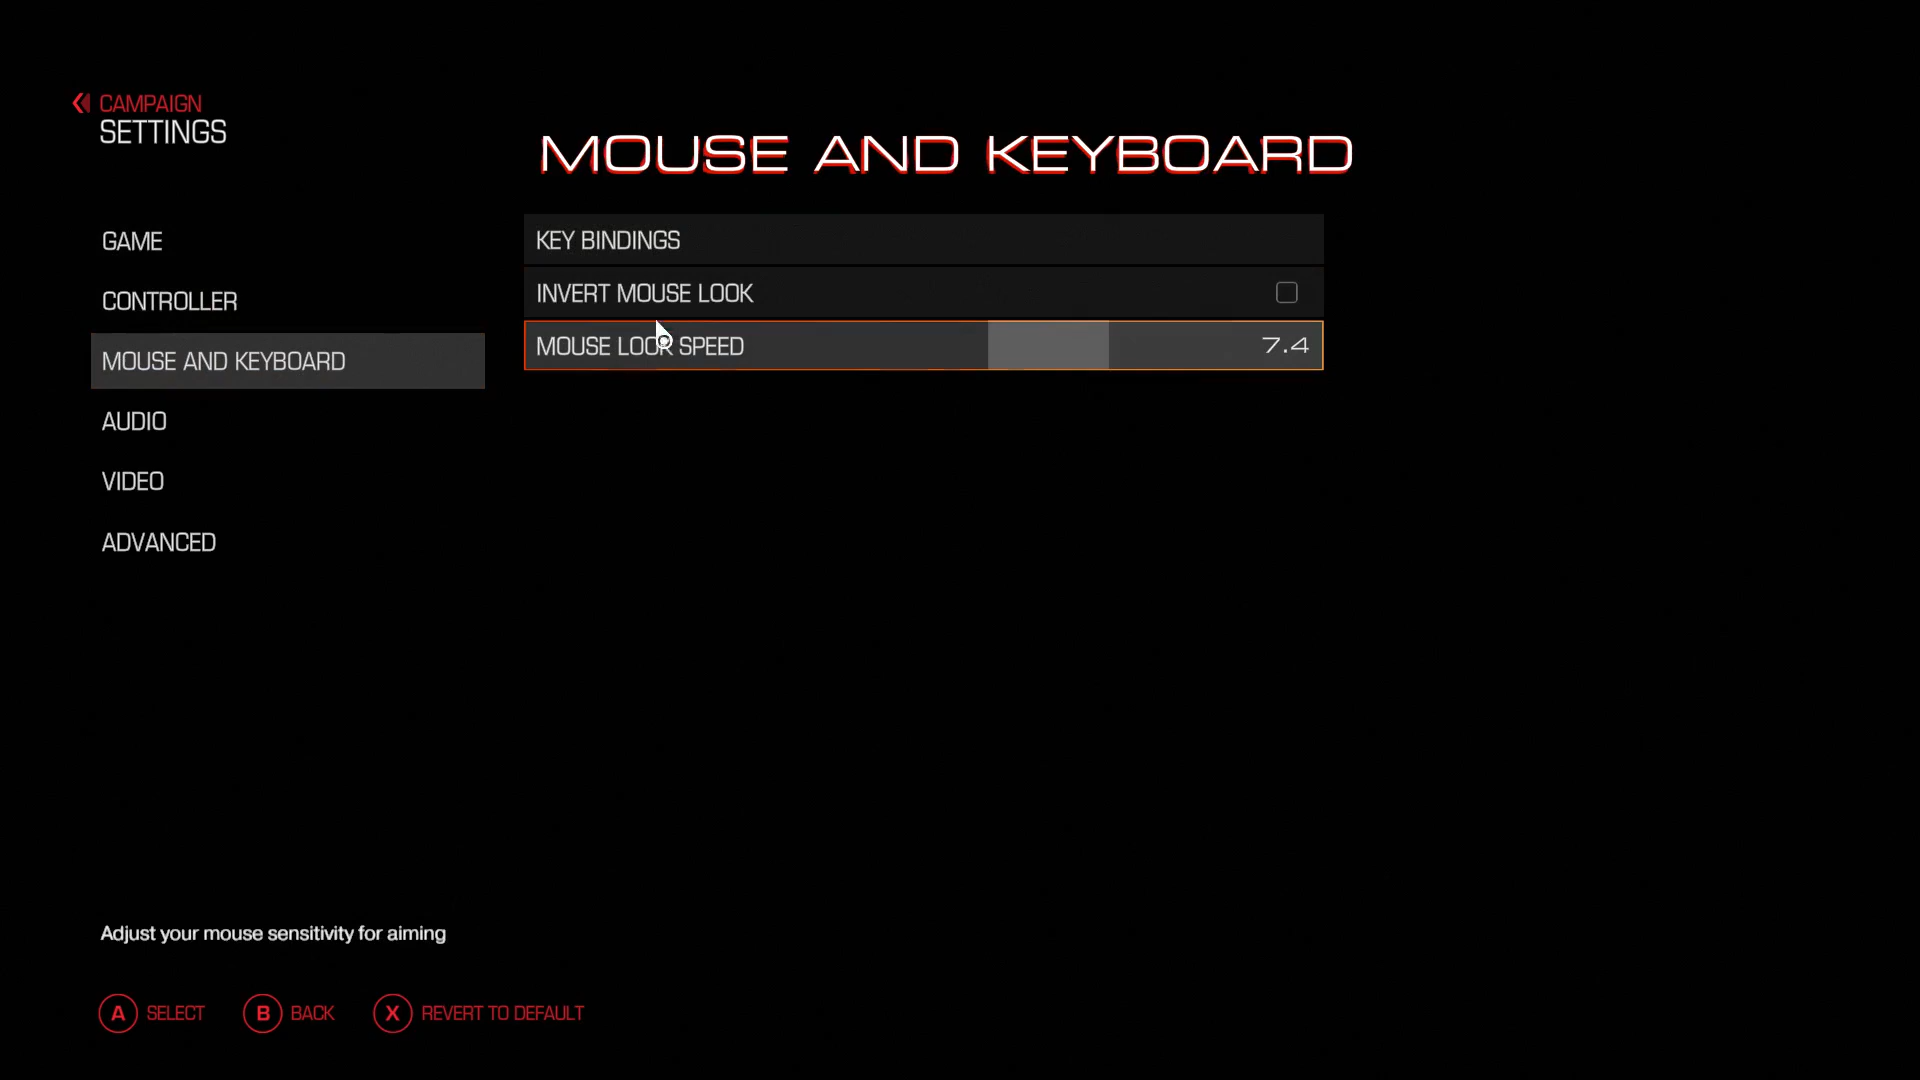 CAMPAIGN
SETTINGS
MOUSE AND KEYBOARD
GAME
CONTROLLER
MOUSE AND KEYBOARD
AUDIO
VIDEO
ADVANCED
KEY BINDINGS
INVERT MOUSE LOOK
MOUSE LOOK SPEED 7.4
Adjust your mouse sensitivity for aiming
A SELECT B BACK X REVERT TO DEFAULT